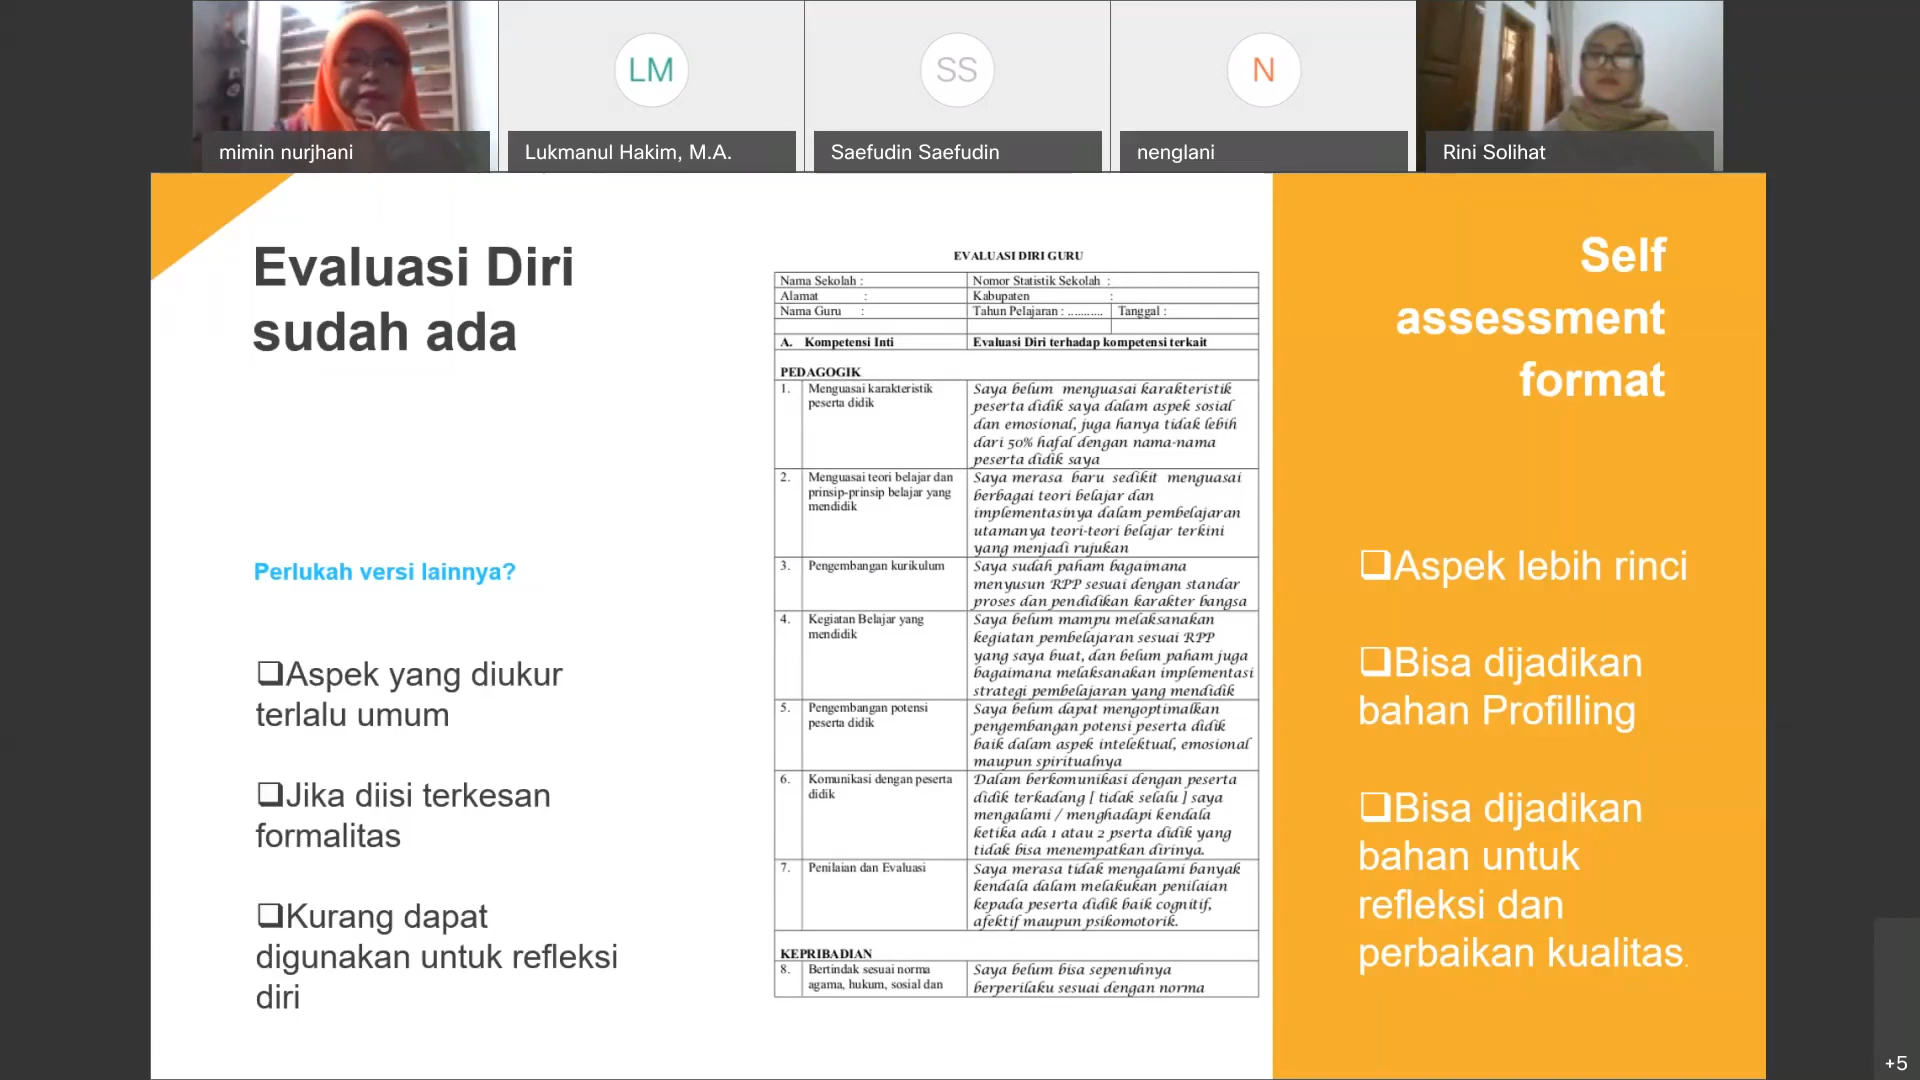 LM
SS
N
mimin nurjhani
Lukmanul Hakim, M.A.
Saefudin Saefudin
nenglani
Rini Solihat
Evaluasi Diri
sudah ada
Perlukah versi lainnya?
❑Aspek yang diukur
terlalu umum
❑Jika diisi terkesan
formalitas
❑Kurang dapat
digunakan untuk refleksi
diri
EVALUASI DIRI GURU
Nama Sekolah : Nomor Statistik Sekolah :
Alamat : Kabupaten :
Nama Guru : Tahun Pelajaran : ........... Tanggal :
A. Kompetensi Inti Evaluasi Diri terhadap kompetensi terkait
PEDAGOGIK
1. Menguasai karakteristik
peserta didik
Saya belum menguasai karakteristik
peserta didik saya dalam aspek sosial
dan emosional, juga hanya tidak lebih
dari 50% hafal dengan nama-nama
peserta didik saya
2. Menguasai teori belajar dan
prinsip-prinsip belajar yang
mendidik
Saya merasa baru sedikit menguasai
berbagai teori belajar dan
implementasinya dalam pembelajaran
utamanya teori-teori belajar terkini
yang menjadi rujukan
3. Pengembangan kurikulum
Saya sudah paham bagaimana
menyusun RPP sesuai dengan standar
proses dan pendidikan karakter bangsa
4. Kegiatan Belajar yang
mendidik
Saya belum mampu melaksanakan
kegiatan pembelajaran sesuai RPP
yang saya buat, dan belum paham juga
bagaimana melaksanakan implementasi
strategi pembelajaran yang mendidik
5. Pengembangan potensi
peserta didik
Saya belum dapat mengoptimalkan
pengembangan potensi peserta didik
baik dalam aspek intelektual, emosional
maupun spiritualnya
6. Komunikasi dengan peserta
didik
Dalam berkomunikasi dengan peserta
didik terkadang [ tidak selalu ] saya
mengalami / menghadapi kendala
ketika ada 1 atau 2 pserta didik yang
tidak bisa menempatkan dirinya.
7. Penilaian dan Evaluasi
Saya merasa tidak mengalami banyak
kendala dalam melakukan penilaian
kepada peserta didik baik cognitif,
afektif maupun psikomotorik.
KEPRIBADIAN
8. Bertindak sesuai norma
agama, hukum, sosial dan
Saya belum bisa sepenuhnya
berperilaku sesuai dengan norma
Self
assessment
format
❑Aspek lebih rinci
❑Bisa dijadikan
bahan Profilling
❑Bisa dijadikan
bahan untuk
refleksi dan
perbaikan kualitas.
+5